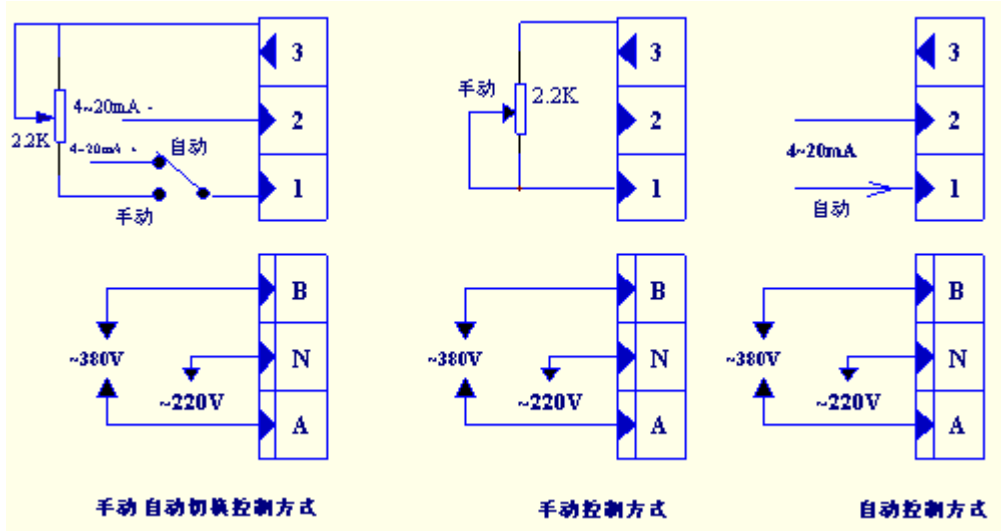 3
2
1
4~20mA -
2.2K
4~20mA -
自动
手动
B
N
A
~380V
~220V
手动 自动切换控制方式
3
2
1
手动
2.2K
B
N
A
~380V
~220V
手动控制方式
3
2
1
4~20mA
自动
B
N
A
~380V
~220V
自动控制方式